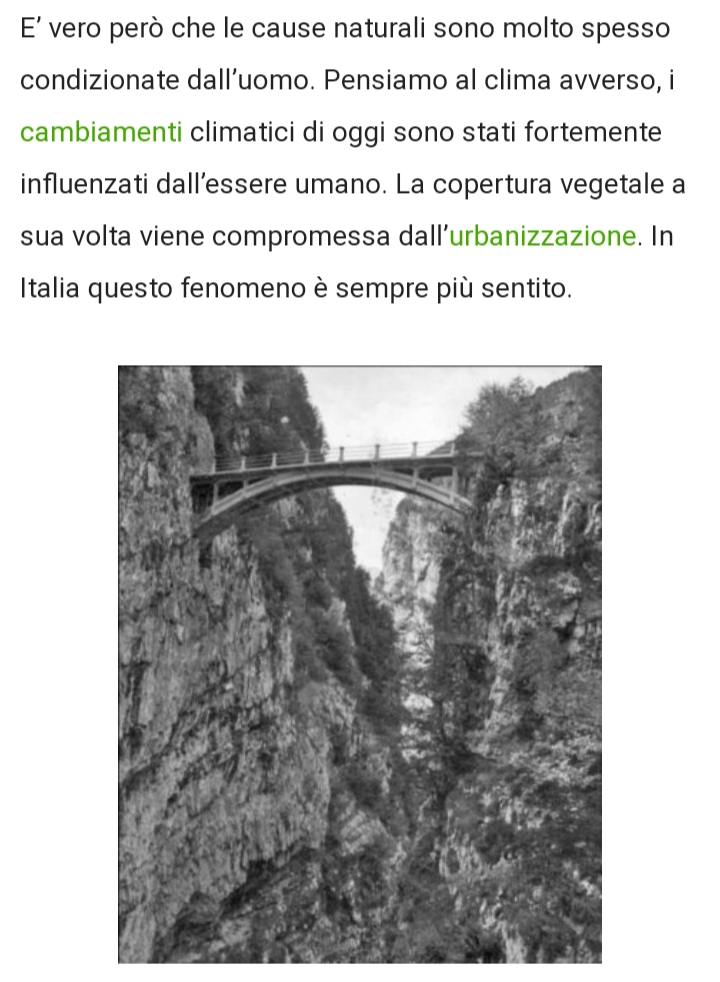 E’ vero però che le cause naturali sono molto spesso
condizionate dall’uomo. Pensiamo al clima avverso, i
cambiamenti climatici di oggi sono stati fortemente
influenzati dall’essere umano. La copertura vegetale a
sua volta viene compromessa dall’urbanizzazione. In
Italia questo fenomeno è sempre più sentito.